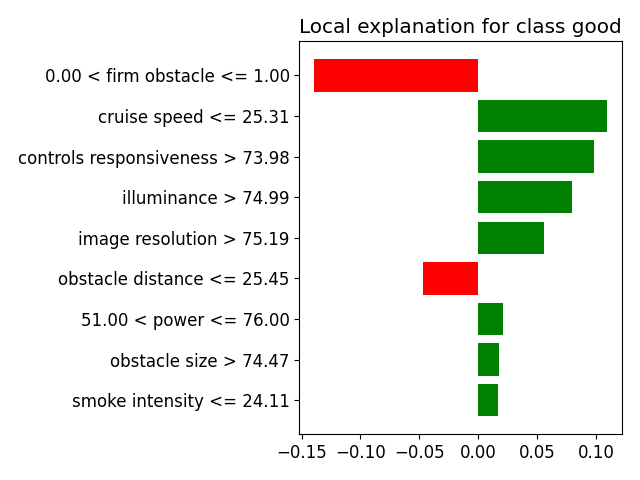 Local explanation for class good
0.00 < firm obstacle <= 1.00
cruise speed <= 25.31
controls responsiveness > 73.98
illuminance > 74.99
image resolution > 75.19
obstacle distance <= 25.45
51.00 < power <= 76.00
obstacle size > 74.47
smoke intensity <= 24.11
−0.15 −0.10 −0.05 0.00 0.05 0.10